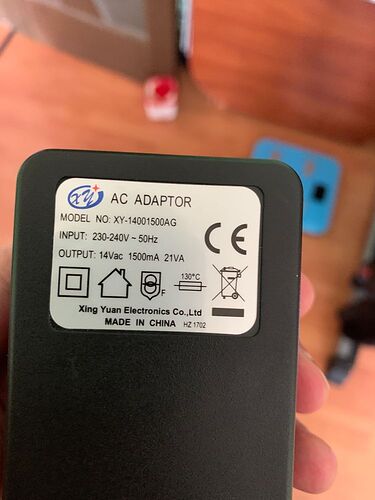 XY AC ADAPTOR
MODEL NO: XY-14001500AG
INPUT: 230-240V ~ 50Hz
OUTPUT: 14Vac 1500mA 21VA
CE
F
130°C
Xing Yuan Electronics Co.,Ltd
MADE IN CHINA HZ 1702